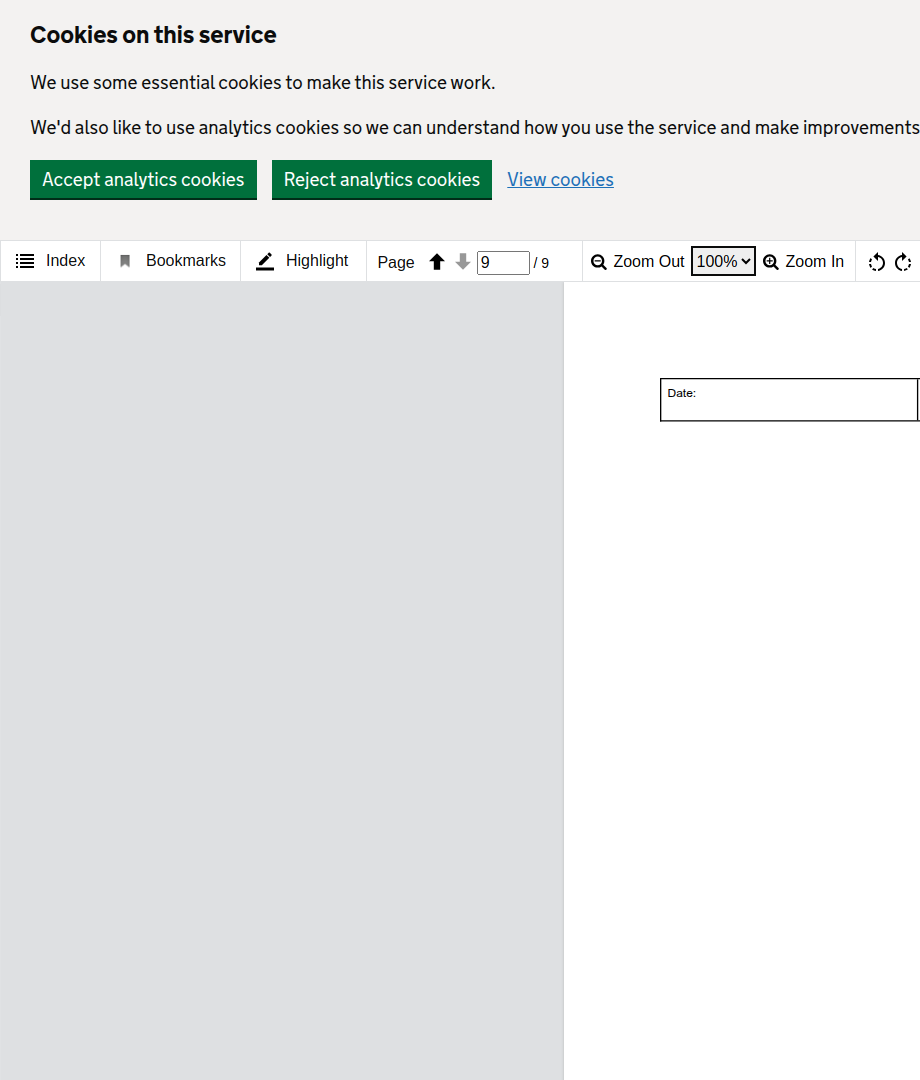 Cookies on this service
We use some essential cookies to make this service work.
We'd also like to use analytics cookies so we can understand how you use the service and make improvements
Accept analytics cookies Reject analytics cookies View cookies
Index Bookmarks Highlight Page 9 / 9 Zoom Out 100% Zoom In
Date: